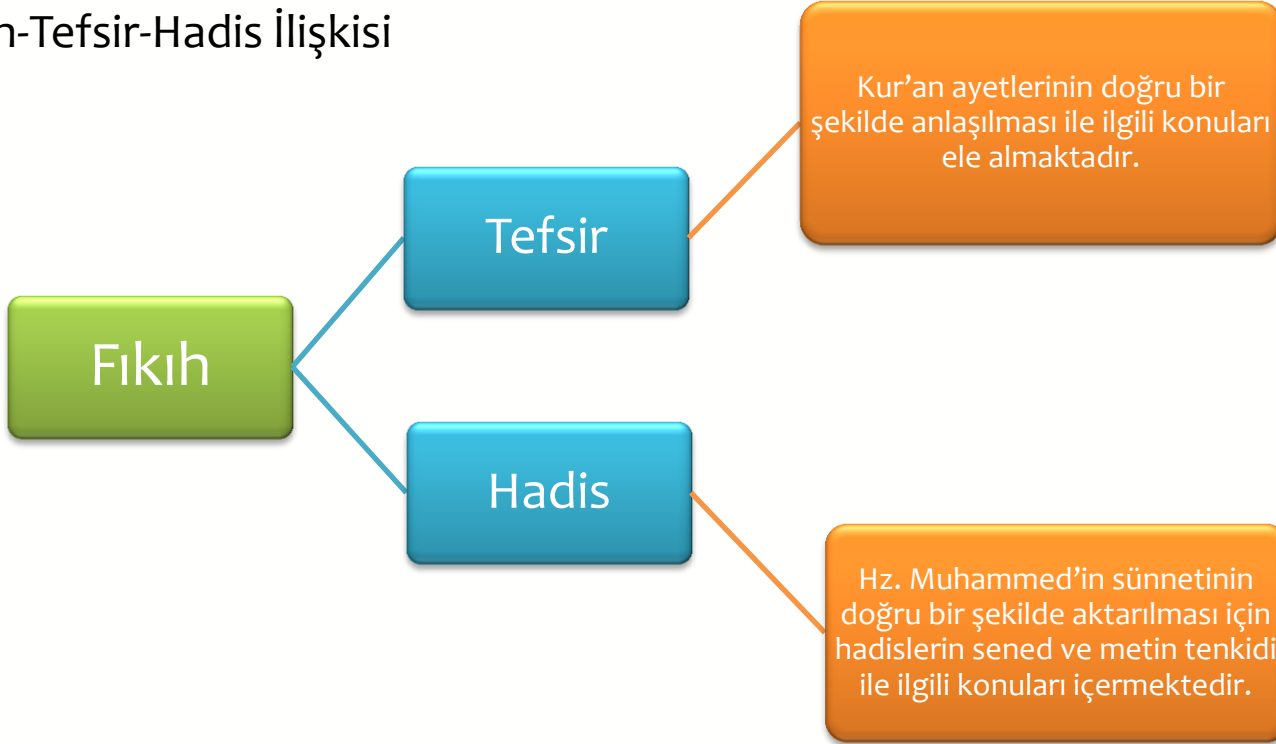 -Tefsir-Hadis İlişkisi
Kur’an ayetlerinin doğru bir
şekilde anlaşılması ile ilgili konuları
ele almaktadır.
Tefsir
Fıkıh
Hadis
Hz. Muhammed’in sünnetinin
doğru bir şekilde aktarılması için
hadislerin sened ve metin tenkidi
ile ilgili konuları içermektedir.